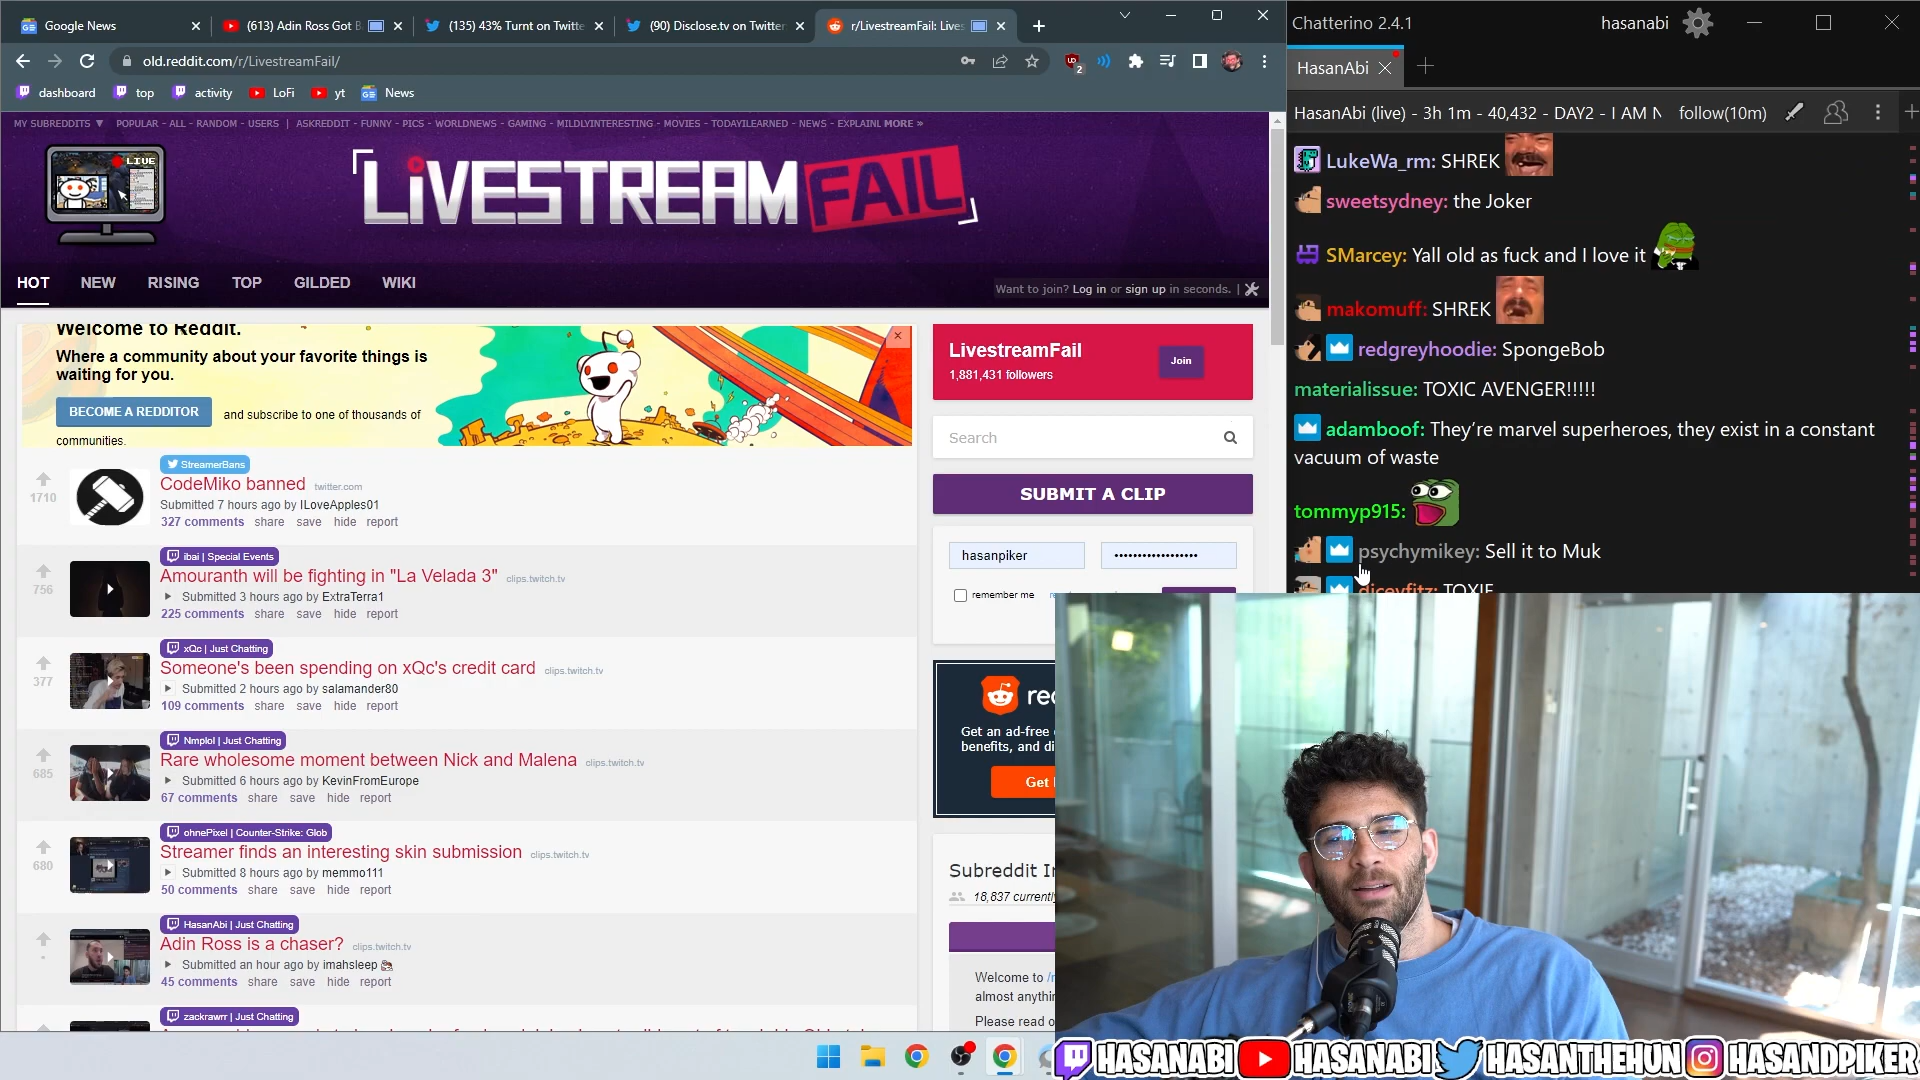 Google News
(613) Adin Ross Got B
(135) 43% Turnt on Twitte
(90) Disclose.tv on Twitter
r/LivestreamFail: Lives
old.reddit.com/r/LivestreamFail/
2
dashboard
top
activity
LoFi
yt
News
MY SUBREDDITS ▼ POPULAR - ALL - RANDOM - USERS | ASKREDDIT - FUNNY - PICS - WORLDNEWS - GAMING - MILDLYINTERESTING - MOVIES - TODAYILEARNED - NEWS - EXPLAINL MORE »
LIVE
LIVESTREAM FAIL
HOT NEW RISING TOP GILDED WIKI
Want to join? Log in or sign up in seconds. |
Welcome to Reddit.
Where a community about your favorite things is
waiting for you.
BECOME A REDDITOR and subscribe to one of thousands of
communities.
StreamerBans
1710
CodeMiko banned twitter.com
Submitted 7 hours ago by ILoveApples01
327 comments share save hide report
ibai | Special Events
756
Amouranth will be fighting in "La Velada 3" clips.twitch.tv
Submitted 3 hours ago by ExtraTerra1
225 comments share save hide report
xQc | Just Chatting
377
Someone's been spending on xQc's credit card clips.twitch.tv
Submitted 2 hours ago by salamander80
109 comments share save hide report
Nmplol | Just Chatting
685
Rare wholesome moment between Nick and Malena clips.twitch.tv
Submitted 6 hours ago by KevinFromEurope
67 comments share save hide report
ohnePixel | Counter-Strike: Glob
680
Streamer finds an interesting skin submission clips.twitch.tv
Submitted 8 hours ago by memmo111
50 comments share save hide report
HasanAbi | Just Chatting
•
Adin Ross is a chaser? clips.twitch.tv
Submitted an hour ago by imahsleep
45 comments share save hide report
zackrawrr | Just Chatting
LivestreamFail
1,881,431 followers
Join
Search
SUBMIT A CLIP
hasanpiker
••••••••••••••••••
remember me
Get an ad-free
benefits, and
Get
Subreddit
18,837
Welcome to
Please read
Chatterino 2.4.1
hasanabi
HasanAbi
HasanAbi (live) - 3h 1m - 40,432 - DAY2 - I AM N
follow(10m)
LukeWa_rm: SHREK
sweetsydney: the Joker
SMarcey: Yall old as fuck and I love it
makomuff: SHREK
redgreyhoodie: SpongeBob
materialissue: TOXIC AVENGER!!!!!
adamboof: They're marvel superheroes, they exist in a constant
vacuum of waste
tommyp915:
psychymikey: Sell it to Muk
diceyfitz: TOXIE
HASANABI
HASANABI
HASANTHEHUN
HASANDPIKER